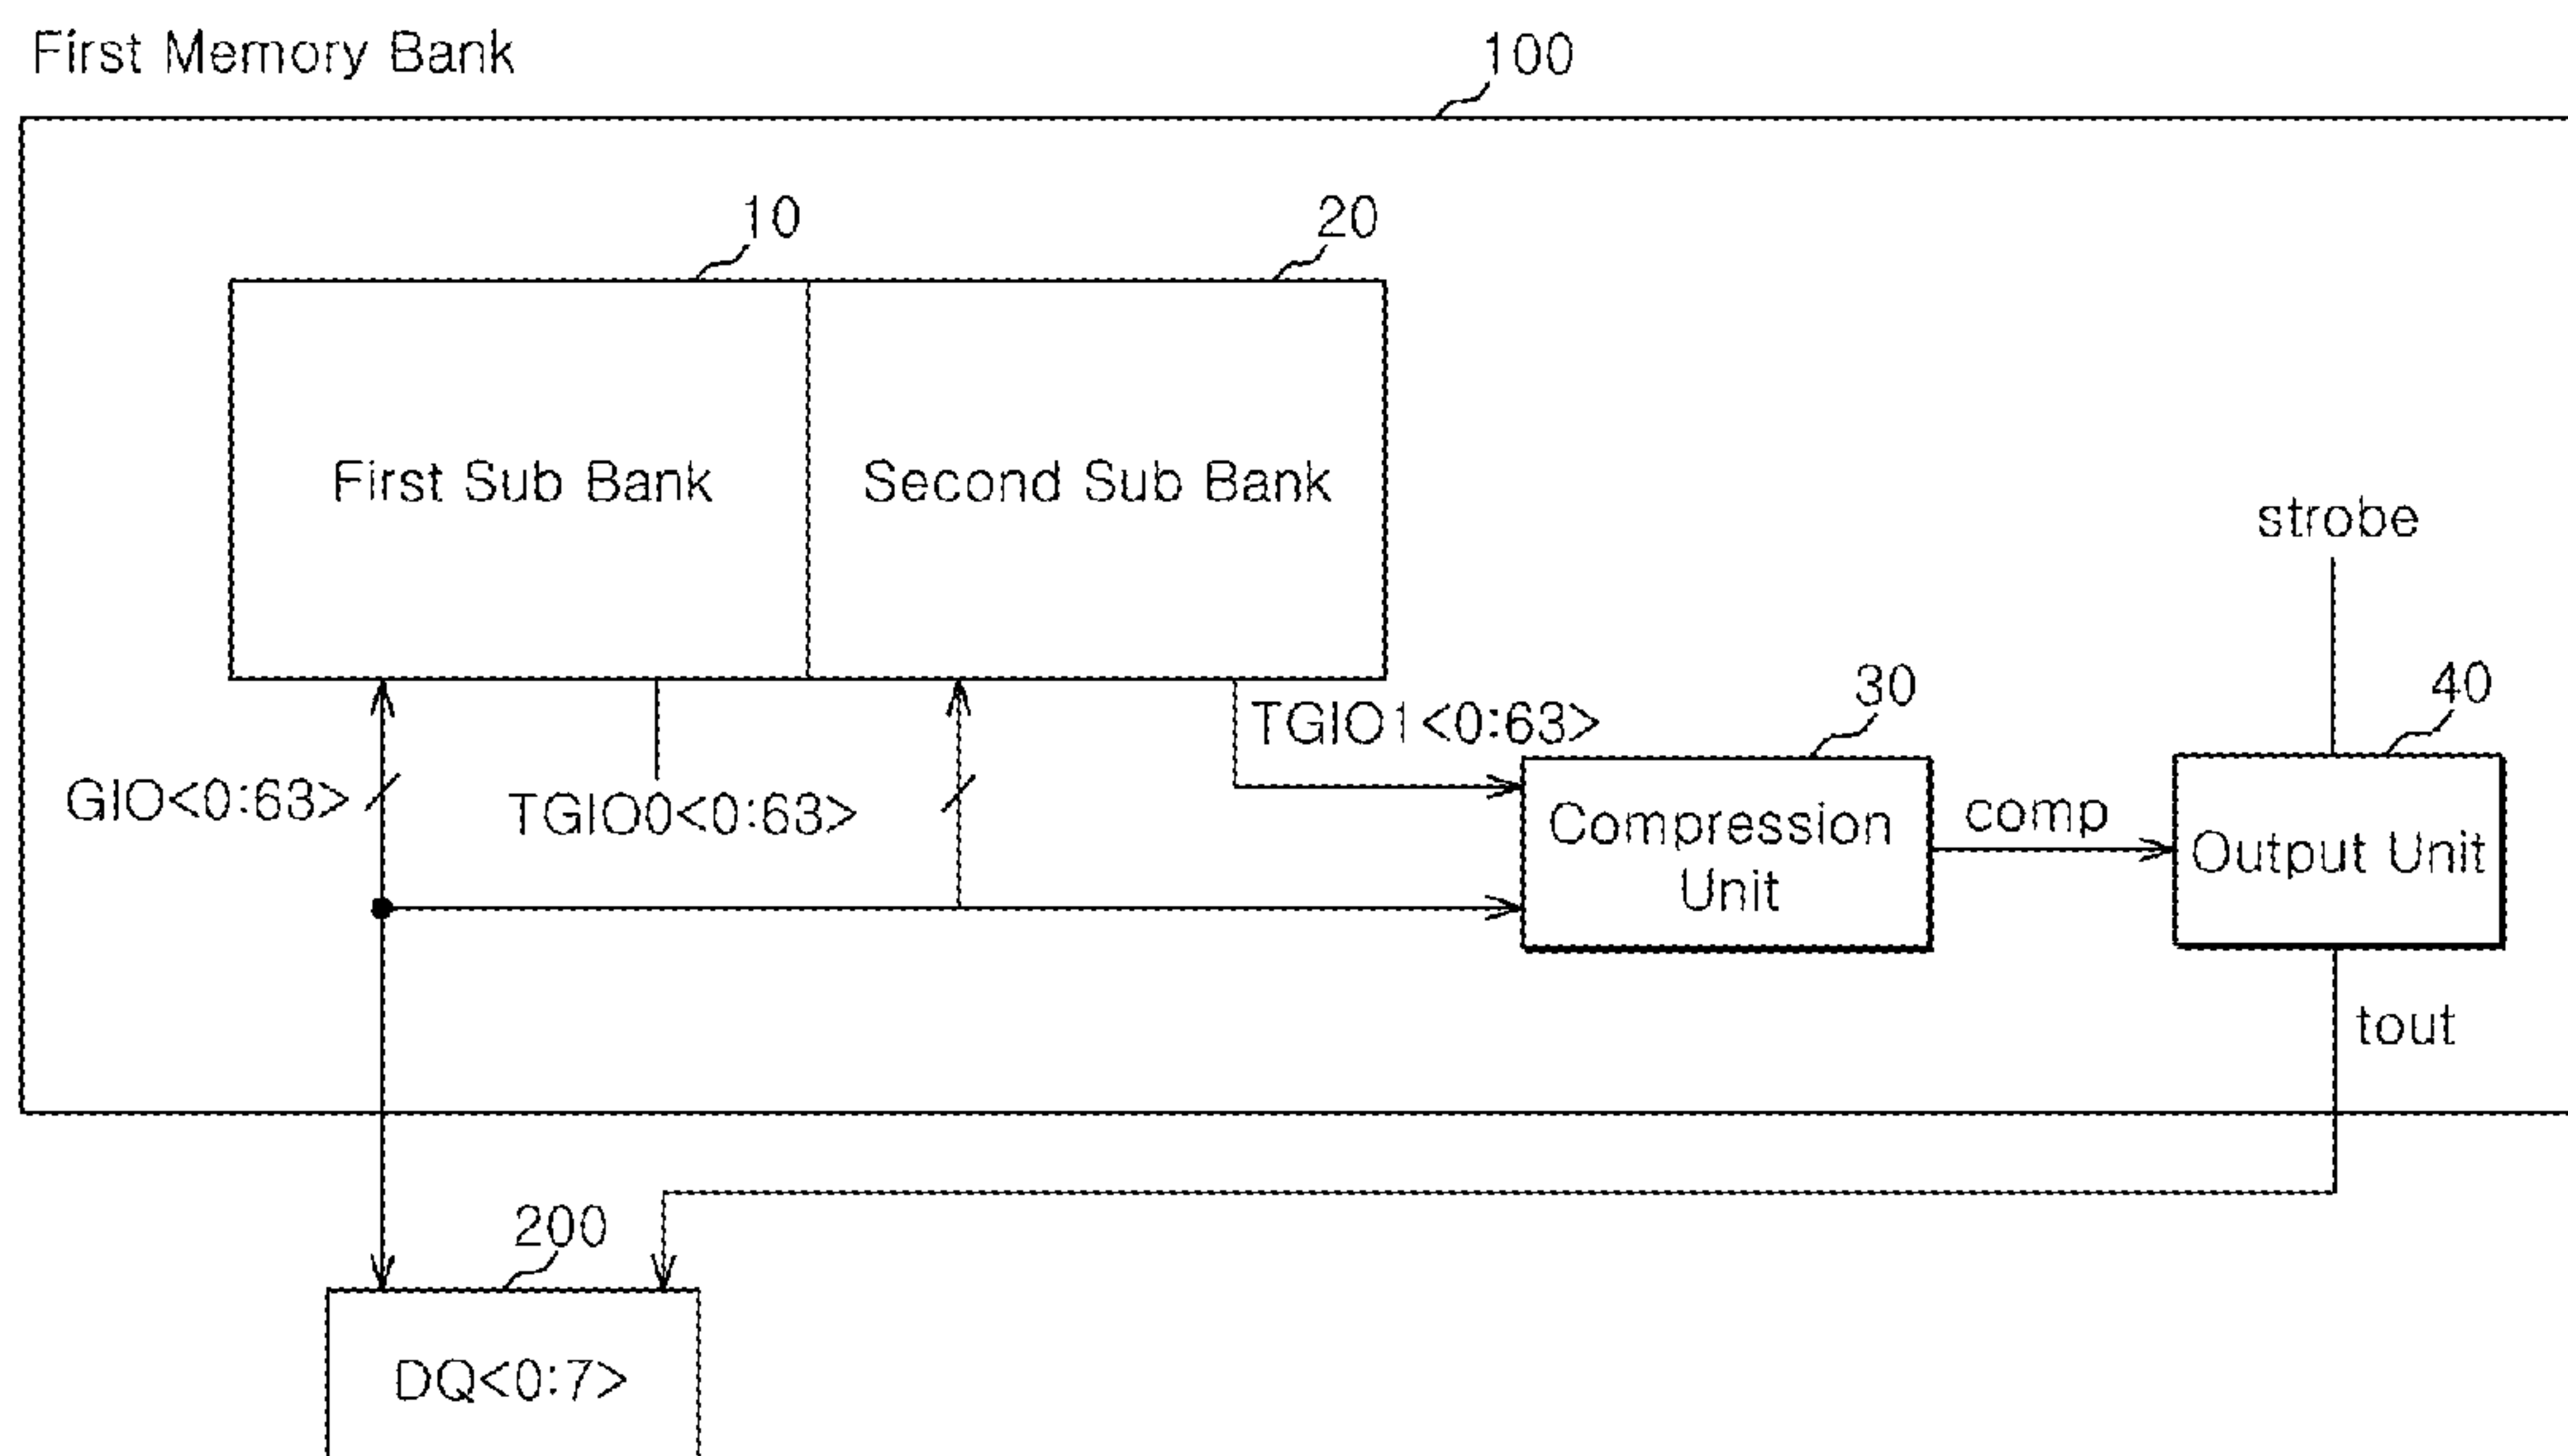 First Memory Bank
100
10
20
First Sub Bank
Second Sub Bank
strobe
TGIO1<0:63>
30
40
GIO<0:63>
TGIO0<0:63>
Compression
Unit
comp
Output Unit
tout
200
DQ<0:7>